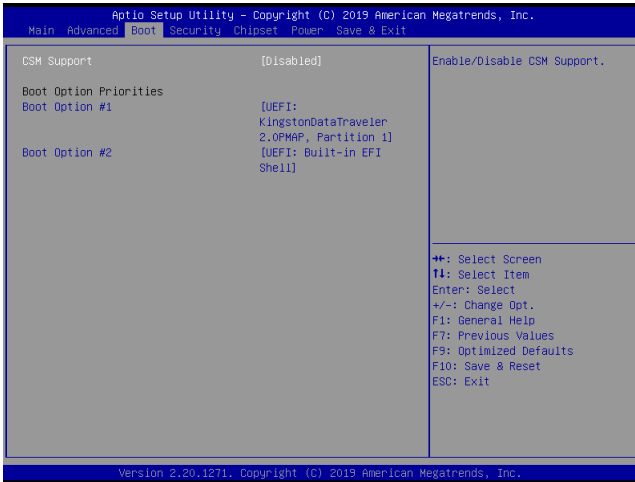 Aptio Setup Utility – Copyright (C) 2019 American Megatrends, Inc.
Main Advanced Boot Security Chipset Power Save & Exit
CSM Support [Disabled]
Boot Option Priorities
Boot Option #1 [UEFI:
KingstonDataTraveler
2.0PMAP, Partition 1]
Boot Option #2 [UEFI: Built-in EFI
Shell]
Enable/Disable CSM Support.
→←: Select Screen
↑↓: Select Item
Enter: Select
+/-: Change Opt.
F1: General Help
F7: Previous Values
F9: Optimized Defaults
F10: Save & Reset
ESC: Exit
Version 2.20.1271. Copyright (C) 2019 American Megatrends, Inc.